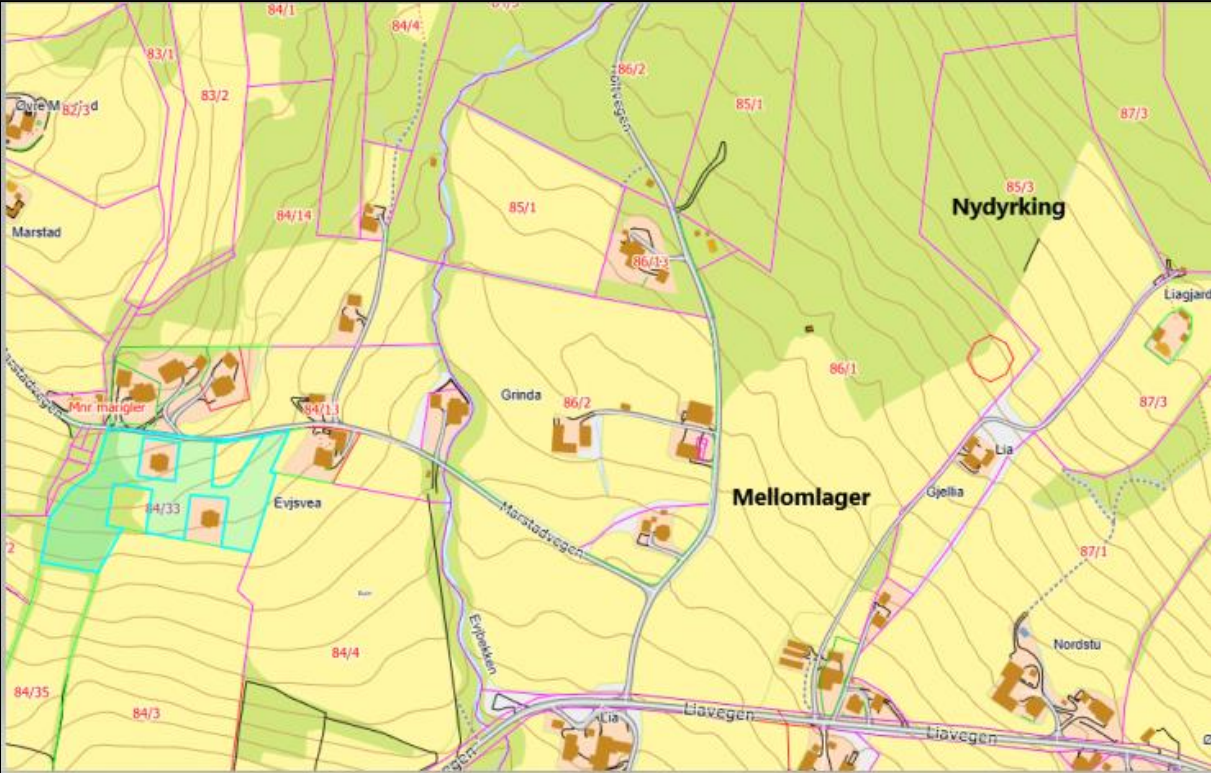 84/1
84/4
83/1
86/2
83/2
85/1
82/3
87/3
85/3
Nydyrking
85/1
84/14
Marstad
86/13
Liagjard
86/1
Grinda
86/2
87/3
Mnr mangler
84/13
Lia
Gjellia
Mellomlager
Evjsvea
84/33
Marstadvegen
87/1
Evjbekken
Nordstu
84/4
84/35
84/3
Lia
Liavegen
Liavegen